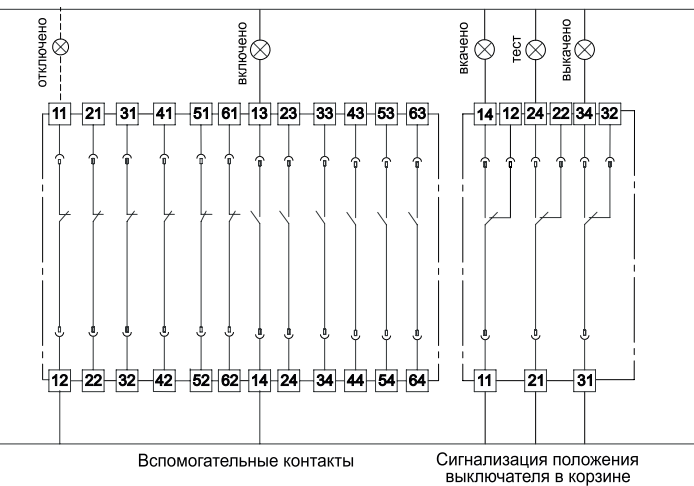 отключено
включено
вкачено
тест
выкачено
11 21 31 41 51 61 13 23 33 43 53 63
14 12 24 22 34 32
12 22 32 42 52 62 14 24 34 44 54 64
11 21 31
Вспомогательные контакты
Сигнализация положения
выключателя в корзине